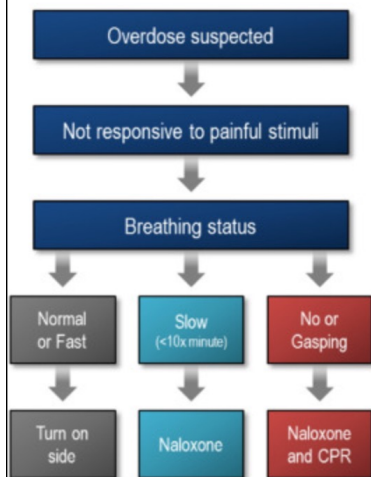 Overdose suspected
Not responsive to painful stimuli
Breathing status
Normal
or Fast
Slow
(<10x minute)
No or
Gasping
Turn on
side
Naloxone
Naloxone
and CPR